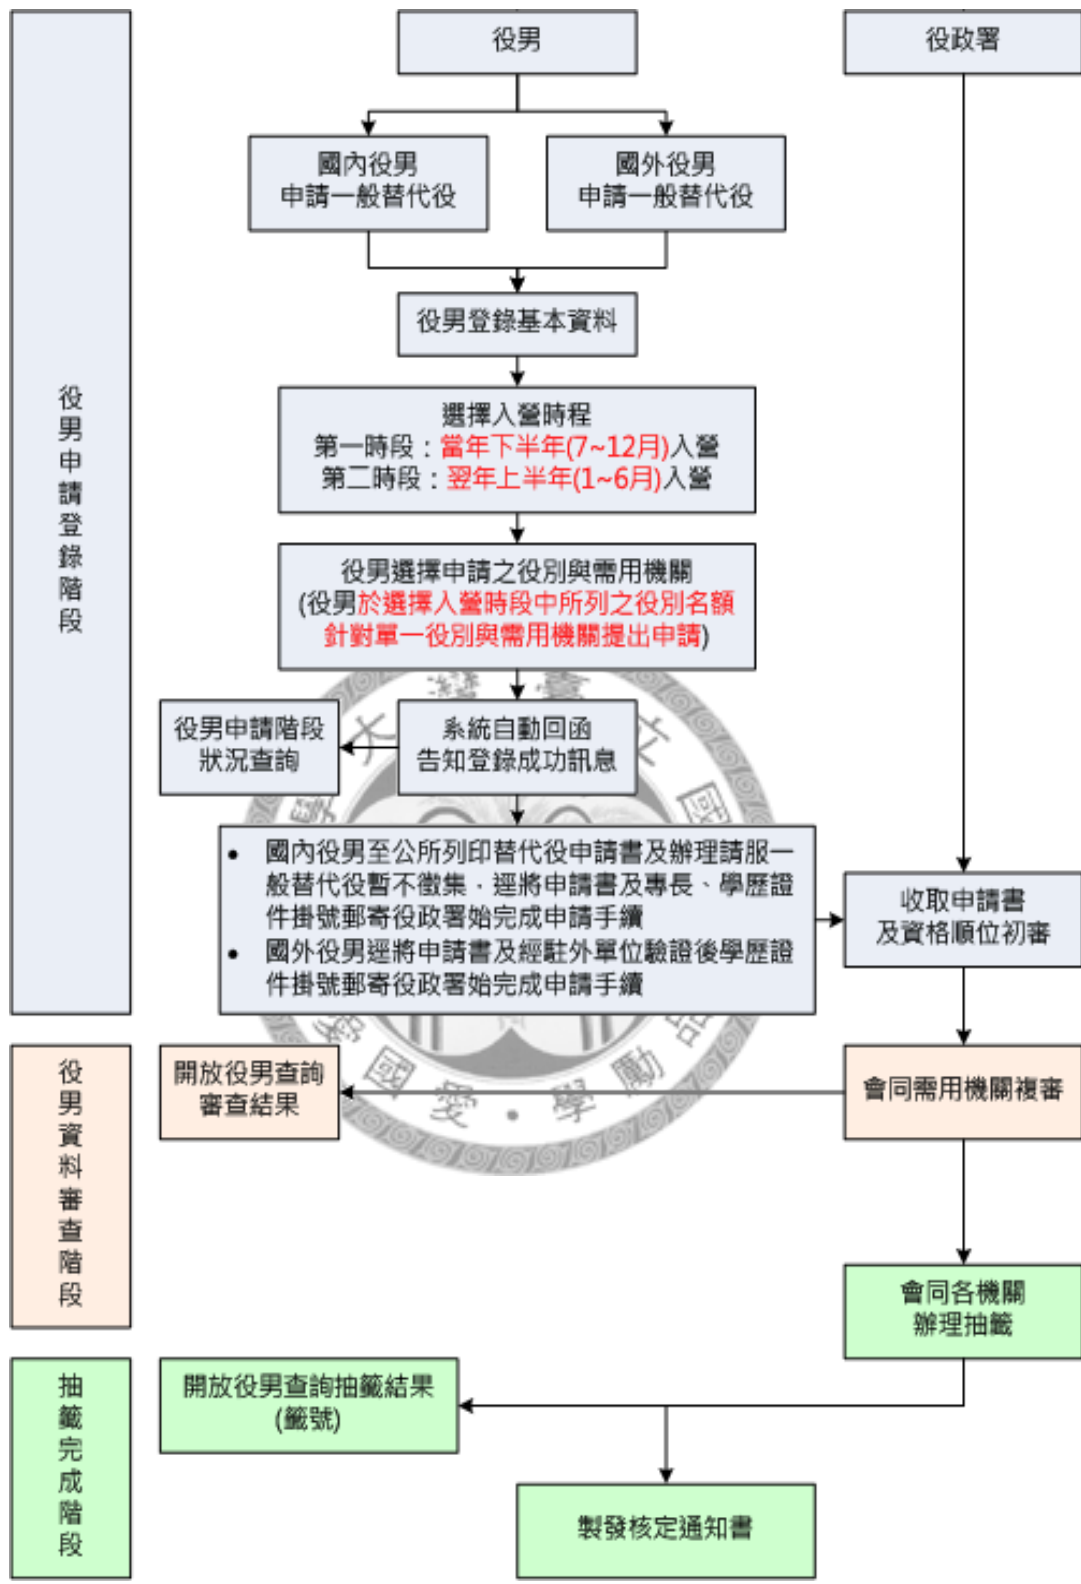 役男
役政署
國內役男
申請一般替代役
國外役男
申請一般替代役
役男登錄基本資料
選擇入營時程
第一時段：當年下半年(7~12月)入營
第二時段：翌年上半年(1~6月)入營
役男選擇申請之役別與需用機關
(役男於選擇入營時段中所列之役別名額
針對單一役別與需用機關提出申請)
役男申請登錄階段
役男申請階段
狀況查詢
系統自動回函
告知登錄成功訊息
• 國內役男至公所列印替代役申請書及辦理請服一
般替代役暫不徵集，逕將申請書及專長、學歷證
件掛號郵寄役政署始完成申請手續
• 國外役男逕將申請書及經駐外單位驗證後學歷證
件掛號郵寄役政署始完成申請手續
收取申請書
及資格順位初審
役男資料審查階段
開放役男查詢
審查結果
會同需用機關複審
會同各機關
辦理抽籤
抽籤完成階段
開放役男查詢抽籤結果
(籤號)
製發核定通知書
灣臺
大
立
學
國
愛國
愛・學
勵